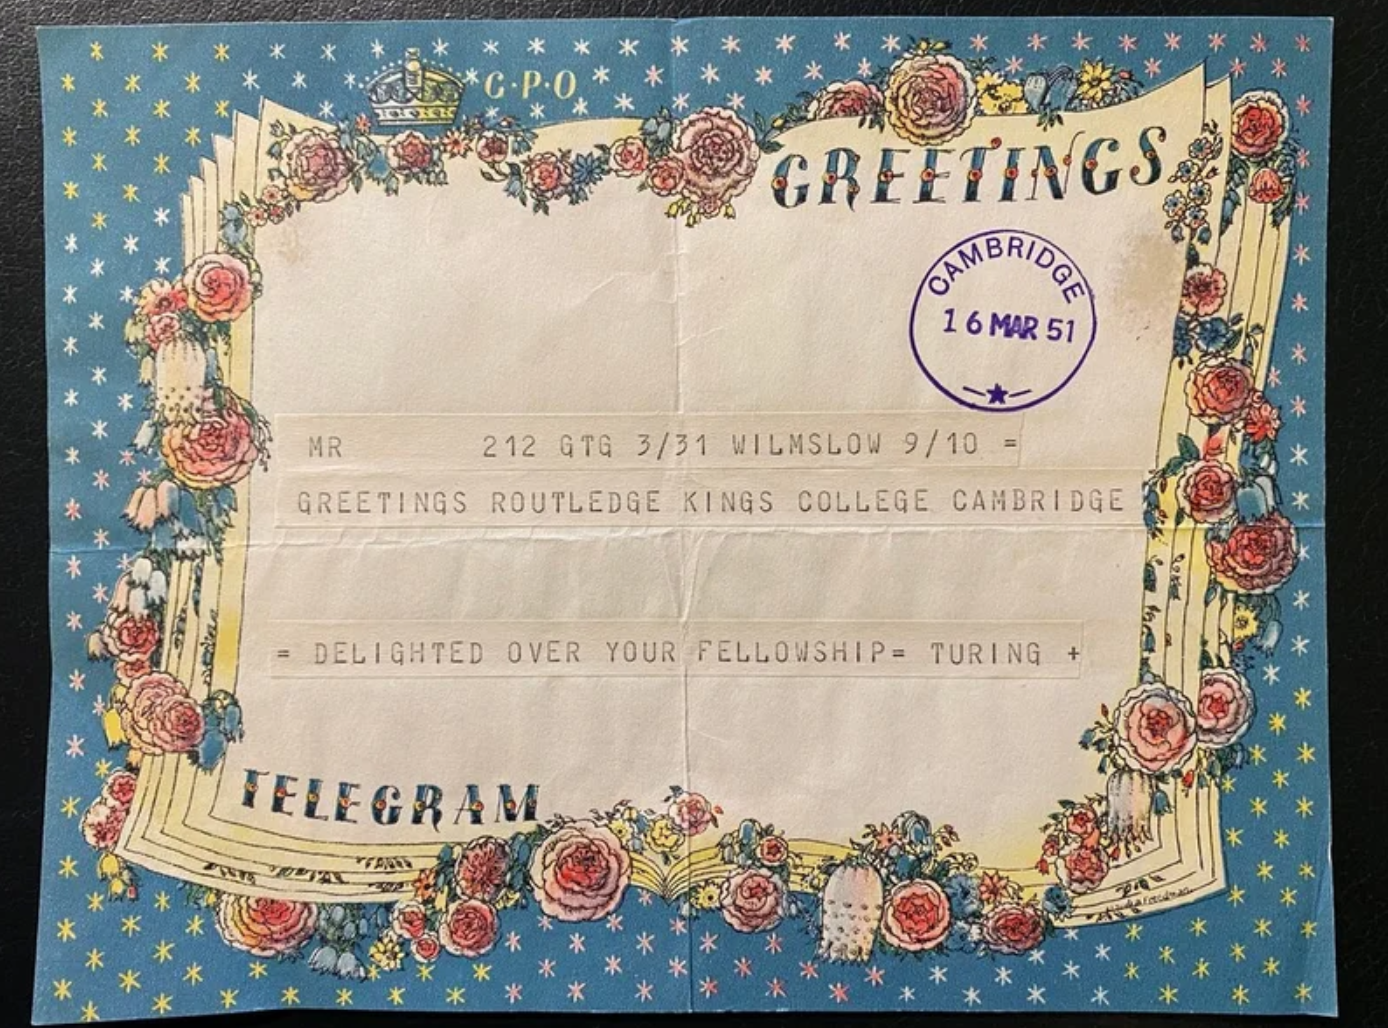 G·P·O
GREETINGS
CAMBRIDGE
16 MAR 51
MR 212 GTG 3/31 WILMSLOW 9/10 =
GREETINGS ROUTLEDGE KINGS COLLEGE CAMBRIDGE
= DELIGHTED OVER YOUR FELLOWSHIP= TURING +
TELEGRAM